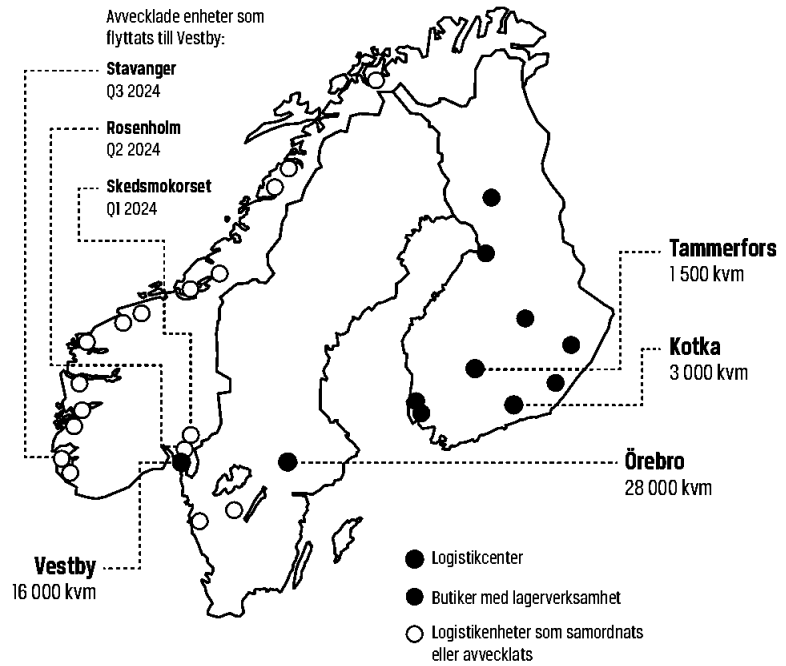 Avvecklade enheter som
flyttats till Vestby:
Stavanger
Q3 2024
Rosenholm
Q2 2024
Skedsmokorset
Q1 2024
Tammerfors
1 500 kvm
Kotka
3 000 kvm
Örebro
28 000 kvm
Vestby
16 000 kvm
Logistikcenter
Butiker med lagerverksamhet
Logistikenheter som samordnats
eller avvecklats